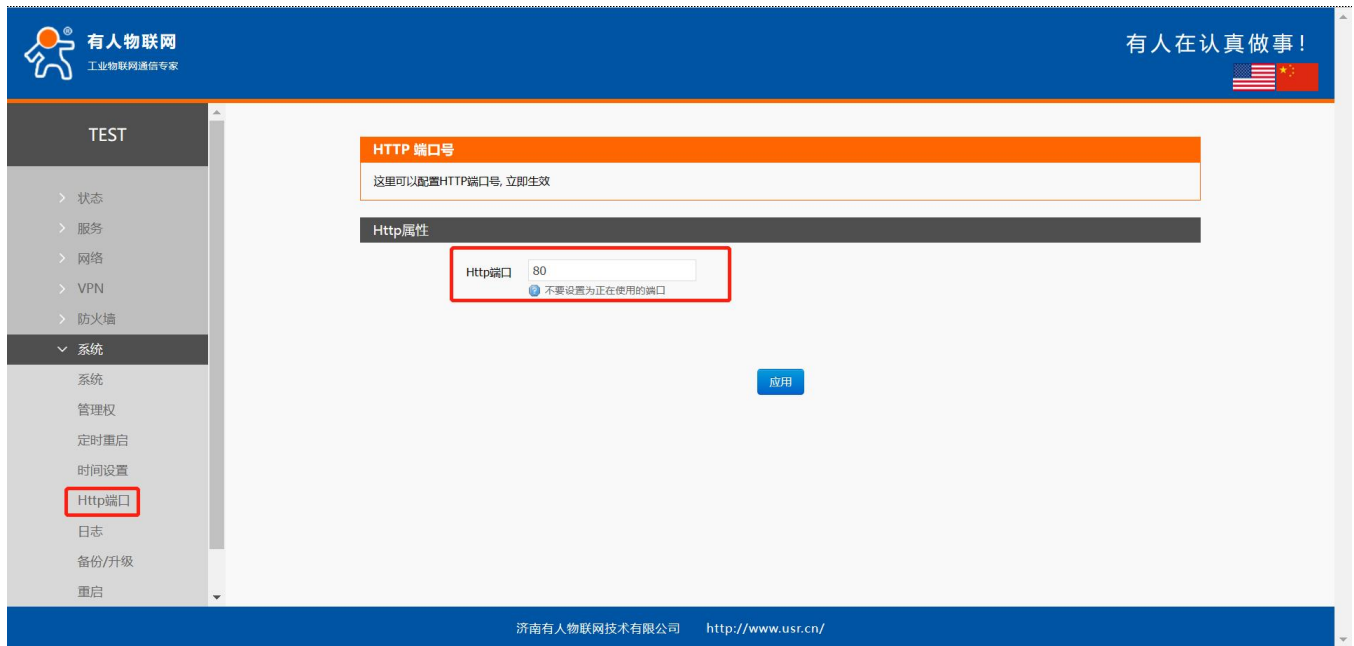 有人物联网
工业物联网通信专家
有人在认真做事！
TEST
状态
服务
网络
VPN
防火墙
系统
系统
管理权
定时重启
时间设置
Http端口
日志
备份/升级
重启
HTTP 端口号
这里可以配置HTTP端口号, 立即生效
Http属性
Http端口 80
不要设置为正在使用的端口
应用
济南有人物联网技术有限公司 http://www.usr.cn/